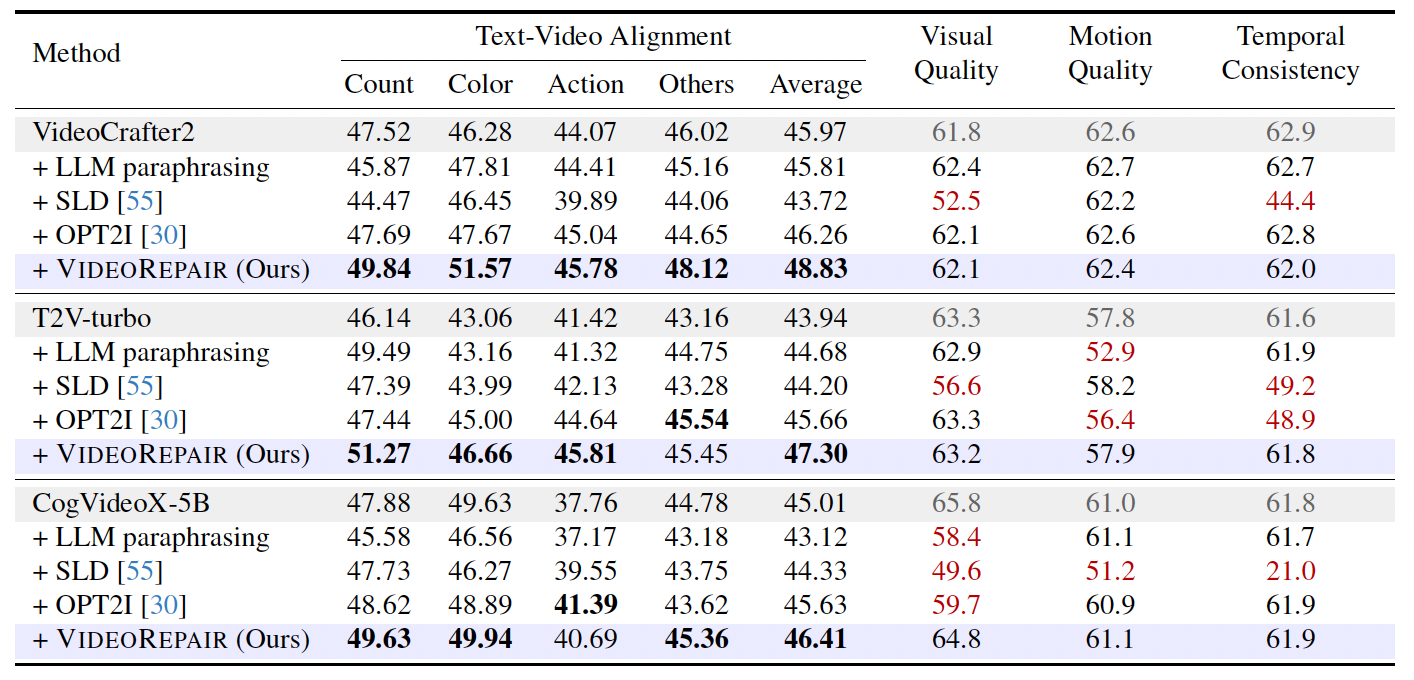 Method Text-Video Alignment Visual Quality Motion Quality Temporal Consistency
Count Color Action Others Average
VideoCrafter2 47.52 46.28 44.07 46.02 45.97 61.8 62.6 62.9
+ LLM paraphrasing 45.87 47.81 44.41 45.16 45.81 62.4 62.7 62.7
+ SLD [55] 44.47 46.45 39.89 44.06 43.72 52.5 62.2 44.4
+ OPT2I [30] 47.69 47.67 45.04 44.65 46.26 62.1 62.6 62.8
+ VIDEOREPAIR (Ours) 49.84 51.57 45.78 48.12 48.83 62.1 62.4 62.0
T2V-turbo 46.14 43.06 41.42 43.16 43.94 63.3 57.8 61.6
+ LLM paraphrasing 49.49 43.16 41.32 44.75 44.68 62.9 52.9 61.9
+ SLD [55] 47.39 43.99 42.13 43.28 44.20 56.6 58.2 49.2
+ OPT2I [30] 47.44 45.00 44.64 45.54 45.66 63.3 56.4 48.9
+ VIDEOREPAIR (Ours) 51.27 46.66 45.81 45.45 47.30 63.2 57.9 61.8
CogVideoX-5B 47.88 49.63 37.76 44.78 45.01 65.8 61.0 61.8
+ LLM paraphrasing 45.58 46.56 37.17 43.18 43.12 58.4 61.1 61.7
+ SLD [55] 47.73 46.27 39.55 43.75 44.33 49.6 51.2 21.0
+ OPT2I [30] 48.62 48.89 41.39 43.62 45.63 59.7 60.9 61.9
+ VIDEOREPAIR (Ours) 49.63 49.94 40.69 45.36 46.41 64.8 61.1 61.9